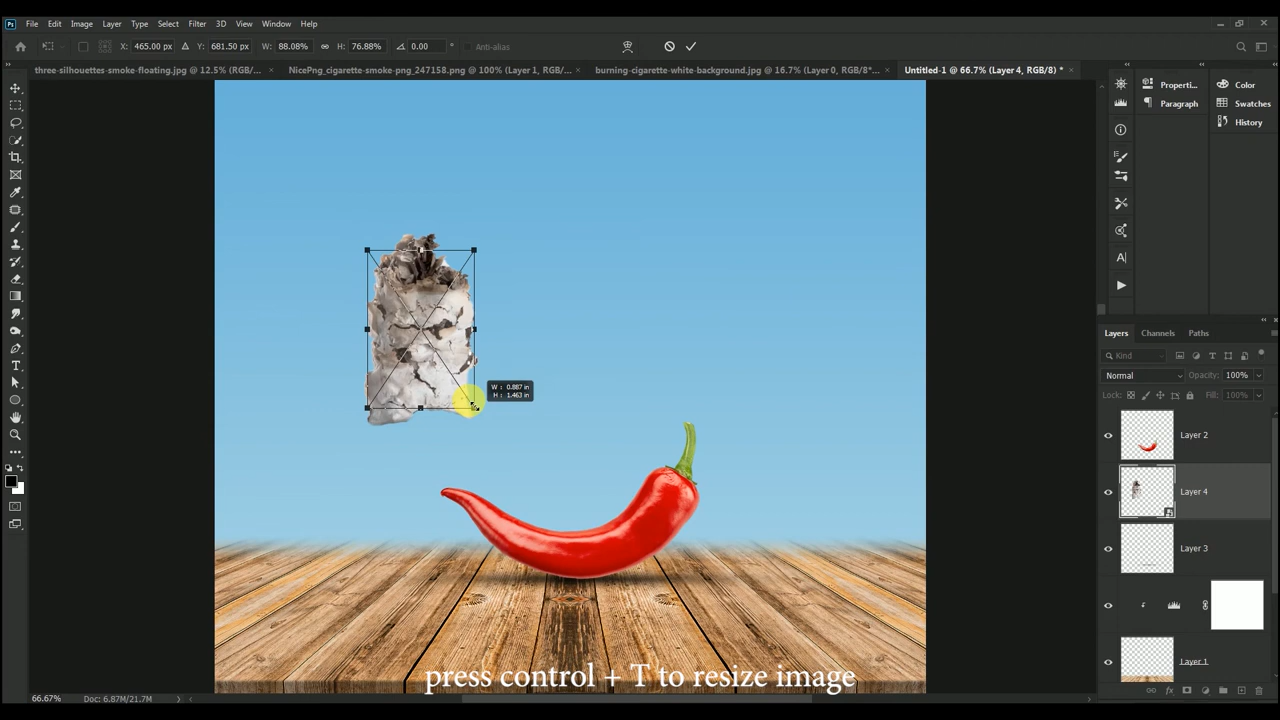 Ps File Edit Image Layer Type Select Filter 3D View Window Help
X: 465.00 px Y: 681.50 px W: 88.08% H: 76.88% 0.00 ° Anti-alias
three-silhouettes-smoke-floating.jpg @ 12.5% (RGB/... × NicePng_cigarette-smoke-png_247158.png @ 100% (Layer 1, RGB/... × burning-cigarette-white-background.jpg @ 16.7% (Layer 0, RGB/8*... × Untitled-1 @ 66.7% (Layer 4, RGB/8) * ×
Properti... Color
Paragraph Swatches
History
W: 0.887 in
H: 1.463 in
Layers Channels Paths
Kind
Normal Opacity: 100%
Lock: Fill: 100%
Layer 2
Layer 4
Layer 3
Layer 1
press control + T to resize image
66.67% Doc: 6.87M/21.7M